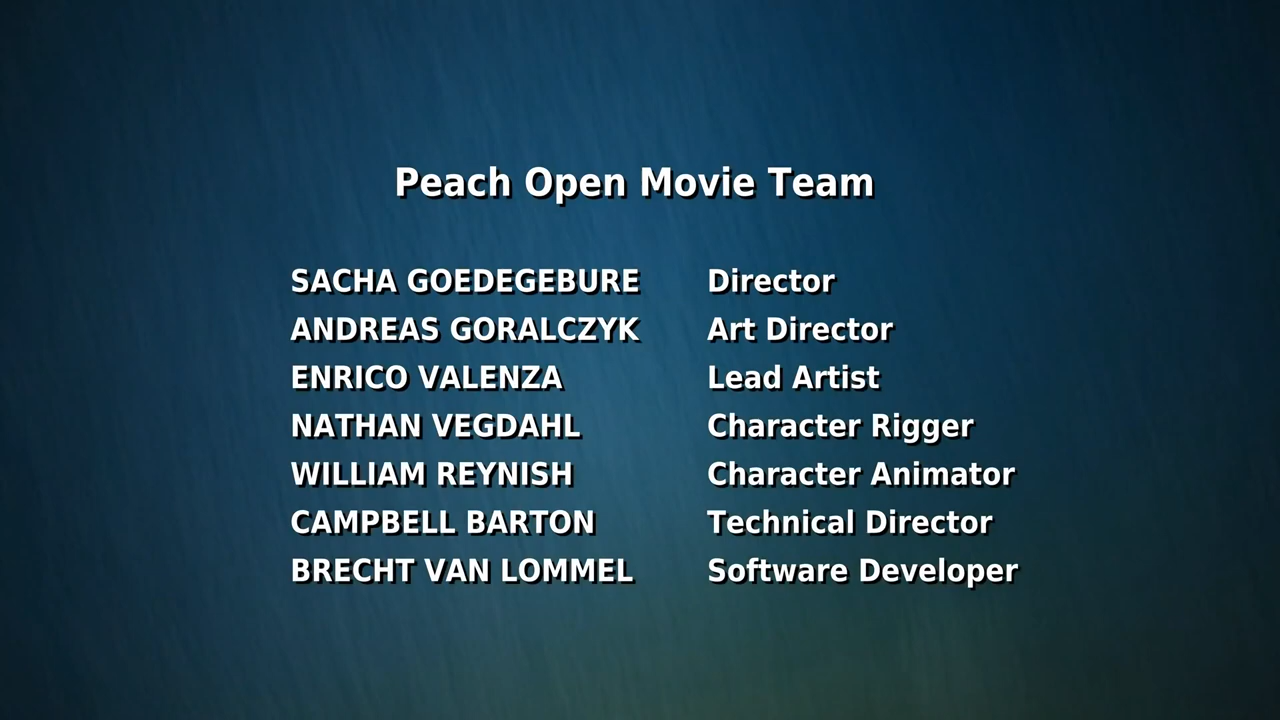 Peach Open Movie Team
SACHA GOEDEGEBURE Director
ANDREAS GORALCZYK Art Director
ENRICO VALENZA Lead Artist
NATHAN VEGDAHL Character Rigger
WILLIAM REYNISH Character Animator
CAMPBELL BARTON Technical Director
BRECHT VAN LOMMEL Software Developer